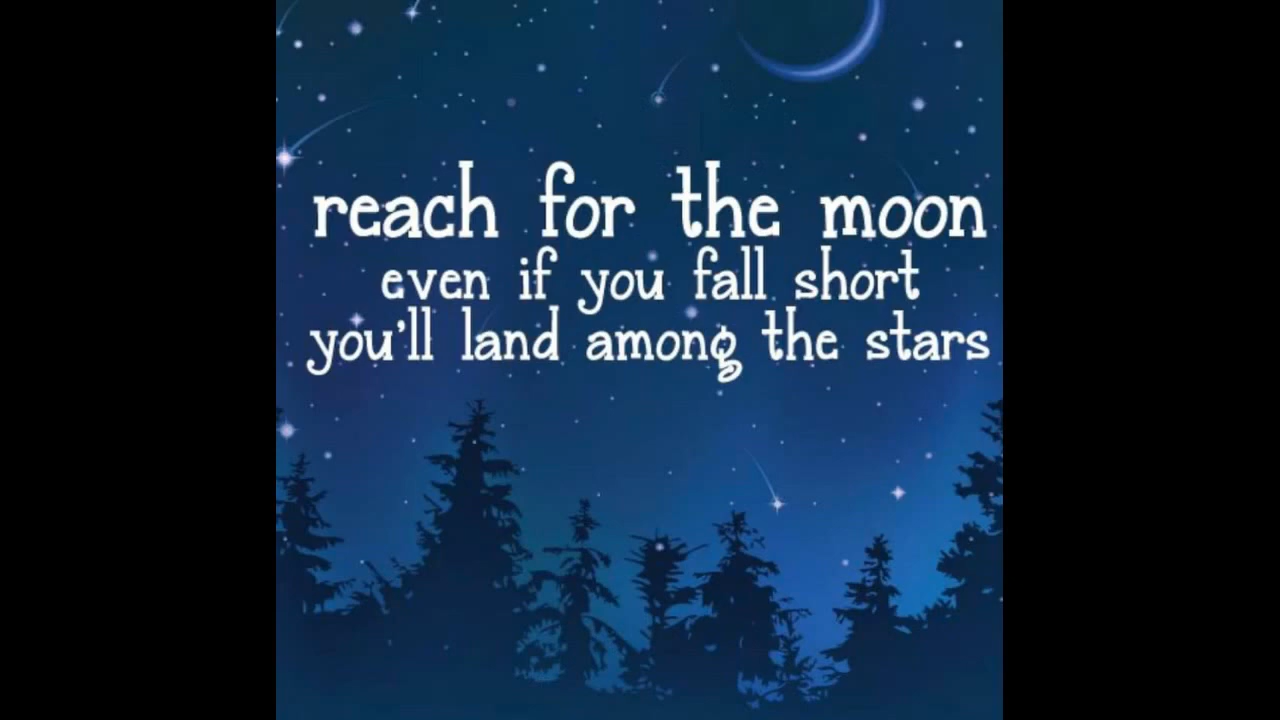 reach for the moon
even if you fall short
you'll land among the stars